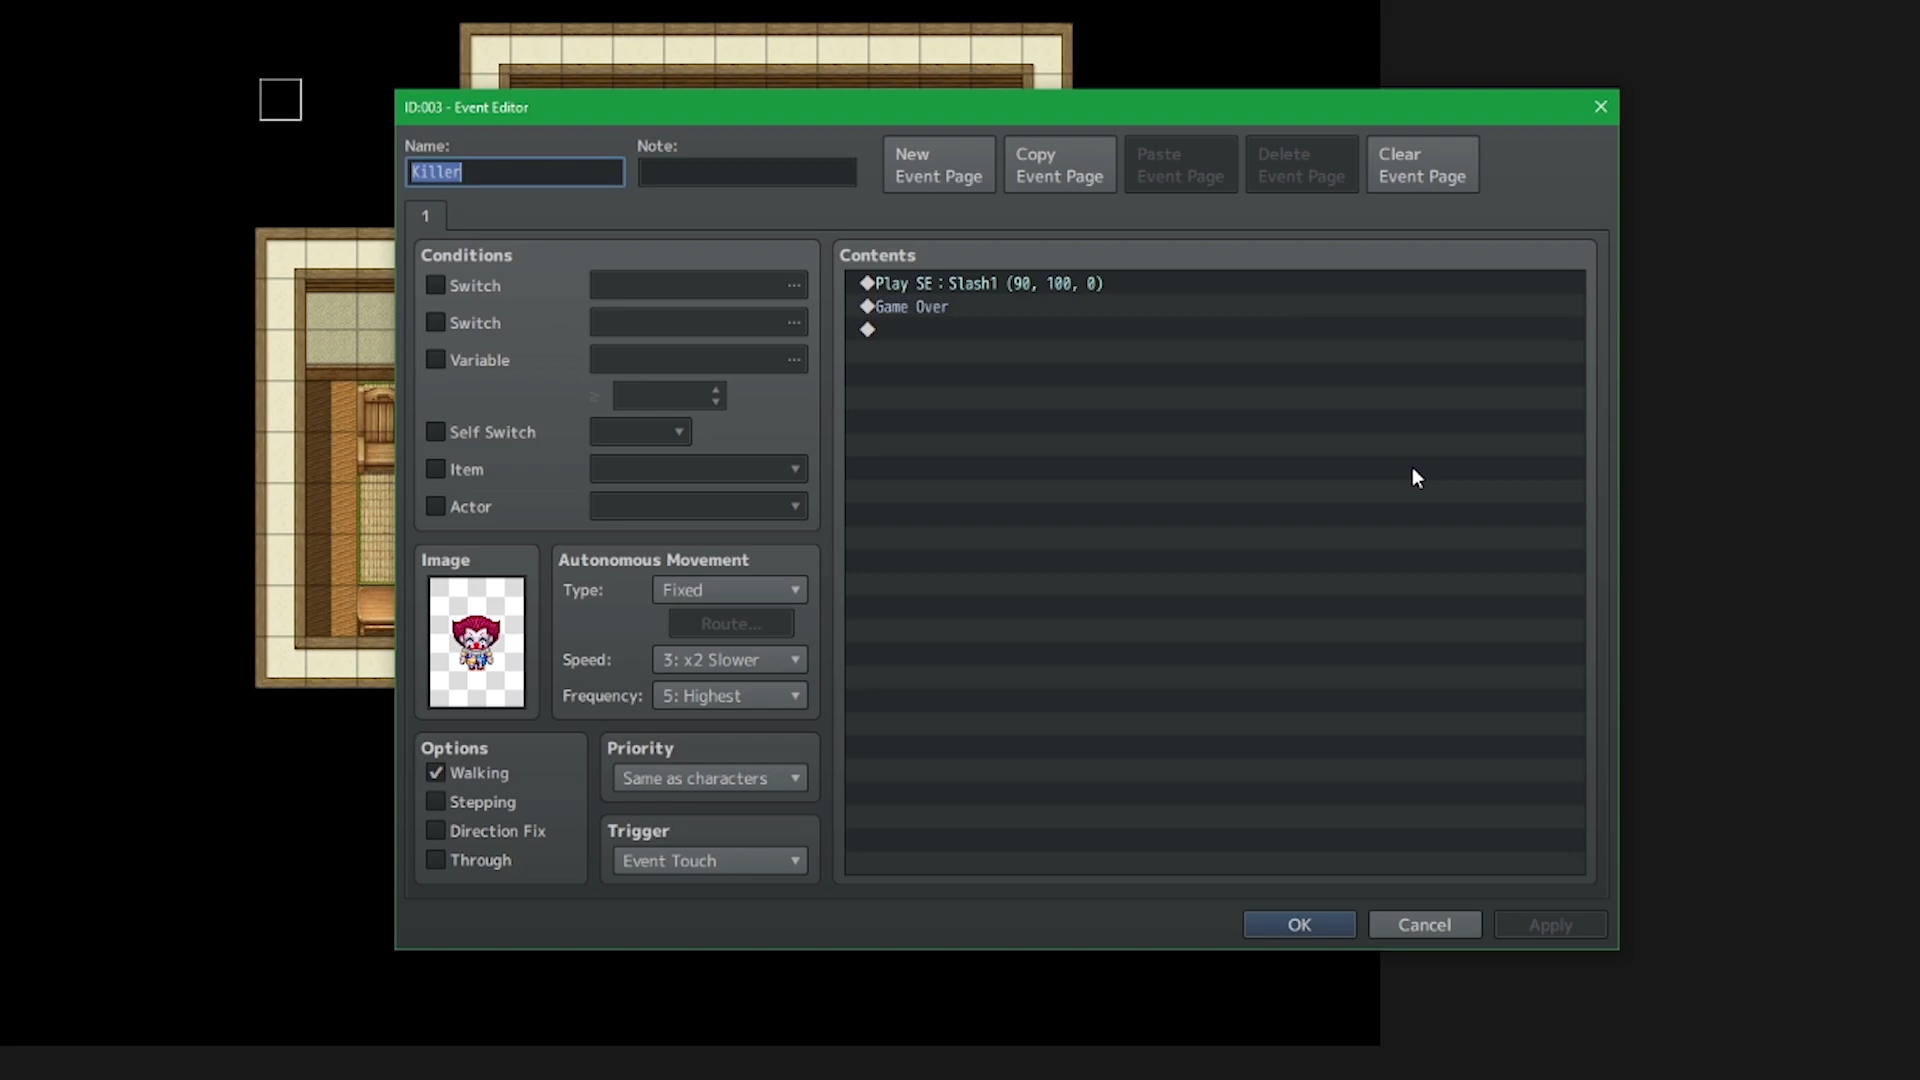 ID:003 - Event Editor
Name:
Note:
Killer
New
Event Page
Copy
Event Page
Paste
Event Page
Delete
Event Page
Clear
Event Page
1
Conditions
Switch
...
Switch
...
Variable
...
≥
Self Switch
Item
Actor
Image
Autonomous Movement
Type:
Fixed
Route...
Speed:
3: x2 Slower
Frequency:
5: Highest
Options
Walking
Stepping
Direction Fix
Through
Priority
Same as characters
Trigger
Event Touch
Contents
◆Play SE：Slash1 (90, 100, 0)
◆Game Over
◆
OK
Cancel
Apply